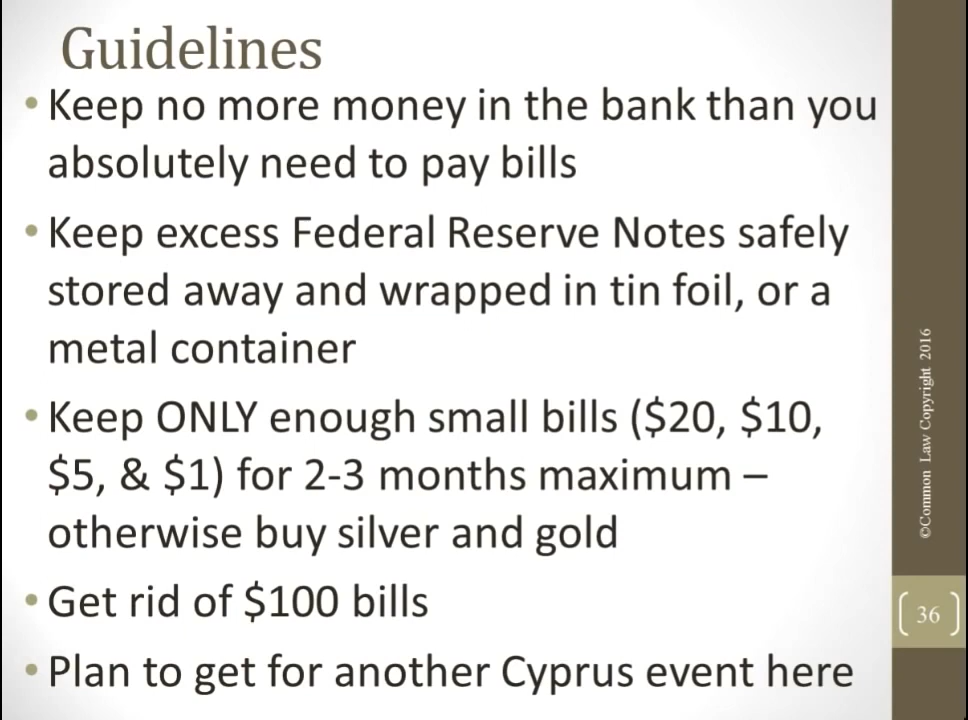 Guidelines
• Keep no more money in the bank than you
absolutely need to pay bills
• Keep excess Federal Reserve Notes safely
stored away and wrapped in tin foil, or a
metal container
• Keep ONLY enough small bills ($20, $10,
$5, & $1) for 2-3 months maximum –
otherwise buy silver and gold
• Get rid of $100 bills
• Plan to get for another Cyprus event here
©Common Law Copyright 2016
36